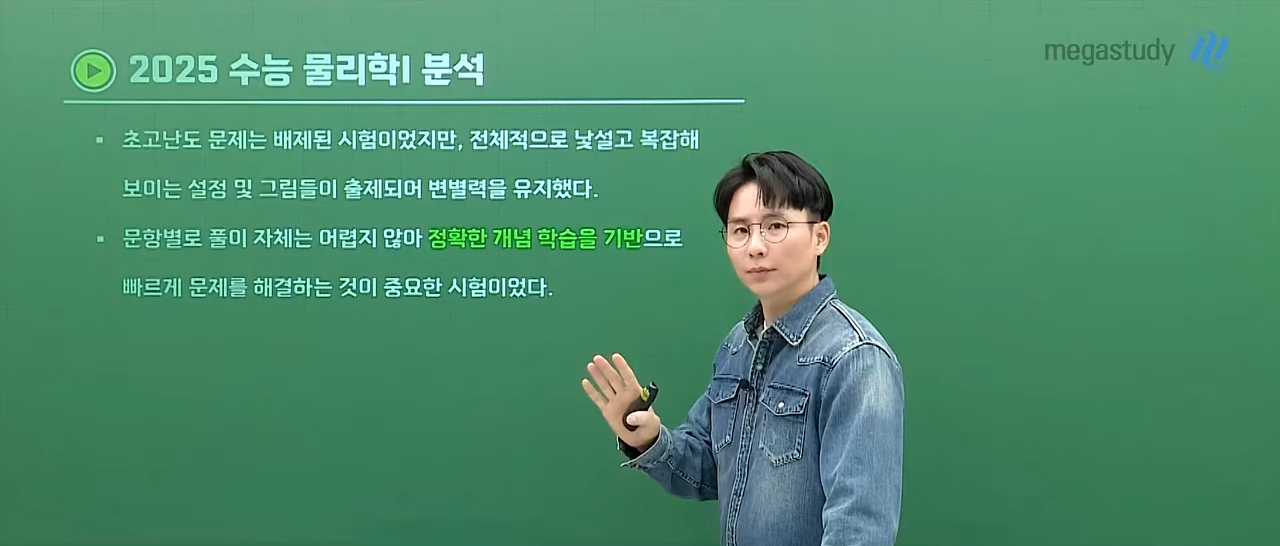 2025 수능 물리학I 분석
megastudy
초고난도 문제는 배제된 시험이었지만, 전체적으로 낯설고 복잡해
보이는 설정 및 그림들이 출제되어 변별력을 유지했다.
문항별로 풀이 자체는 어렵지 않아 정확한 개념 학습을 기반으로
빠르게 문제를 해결하는 것이 중요한 시험이었다.